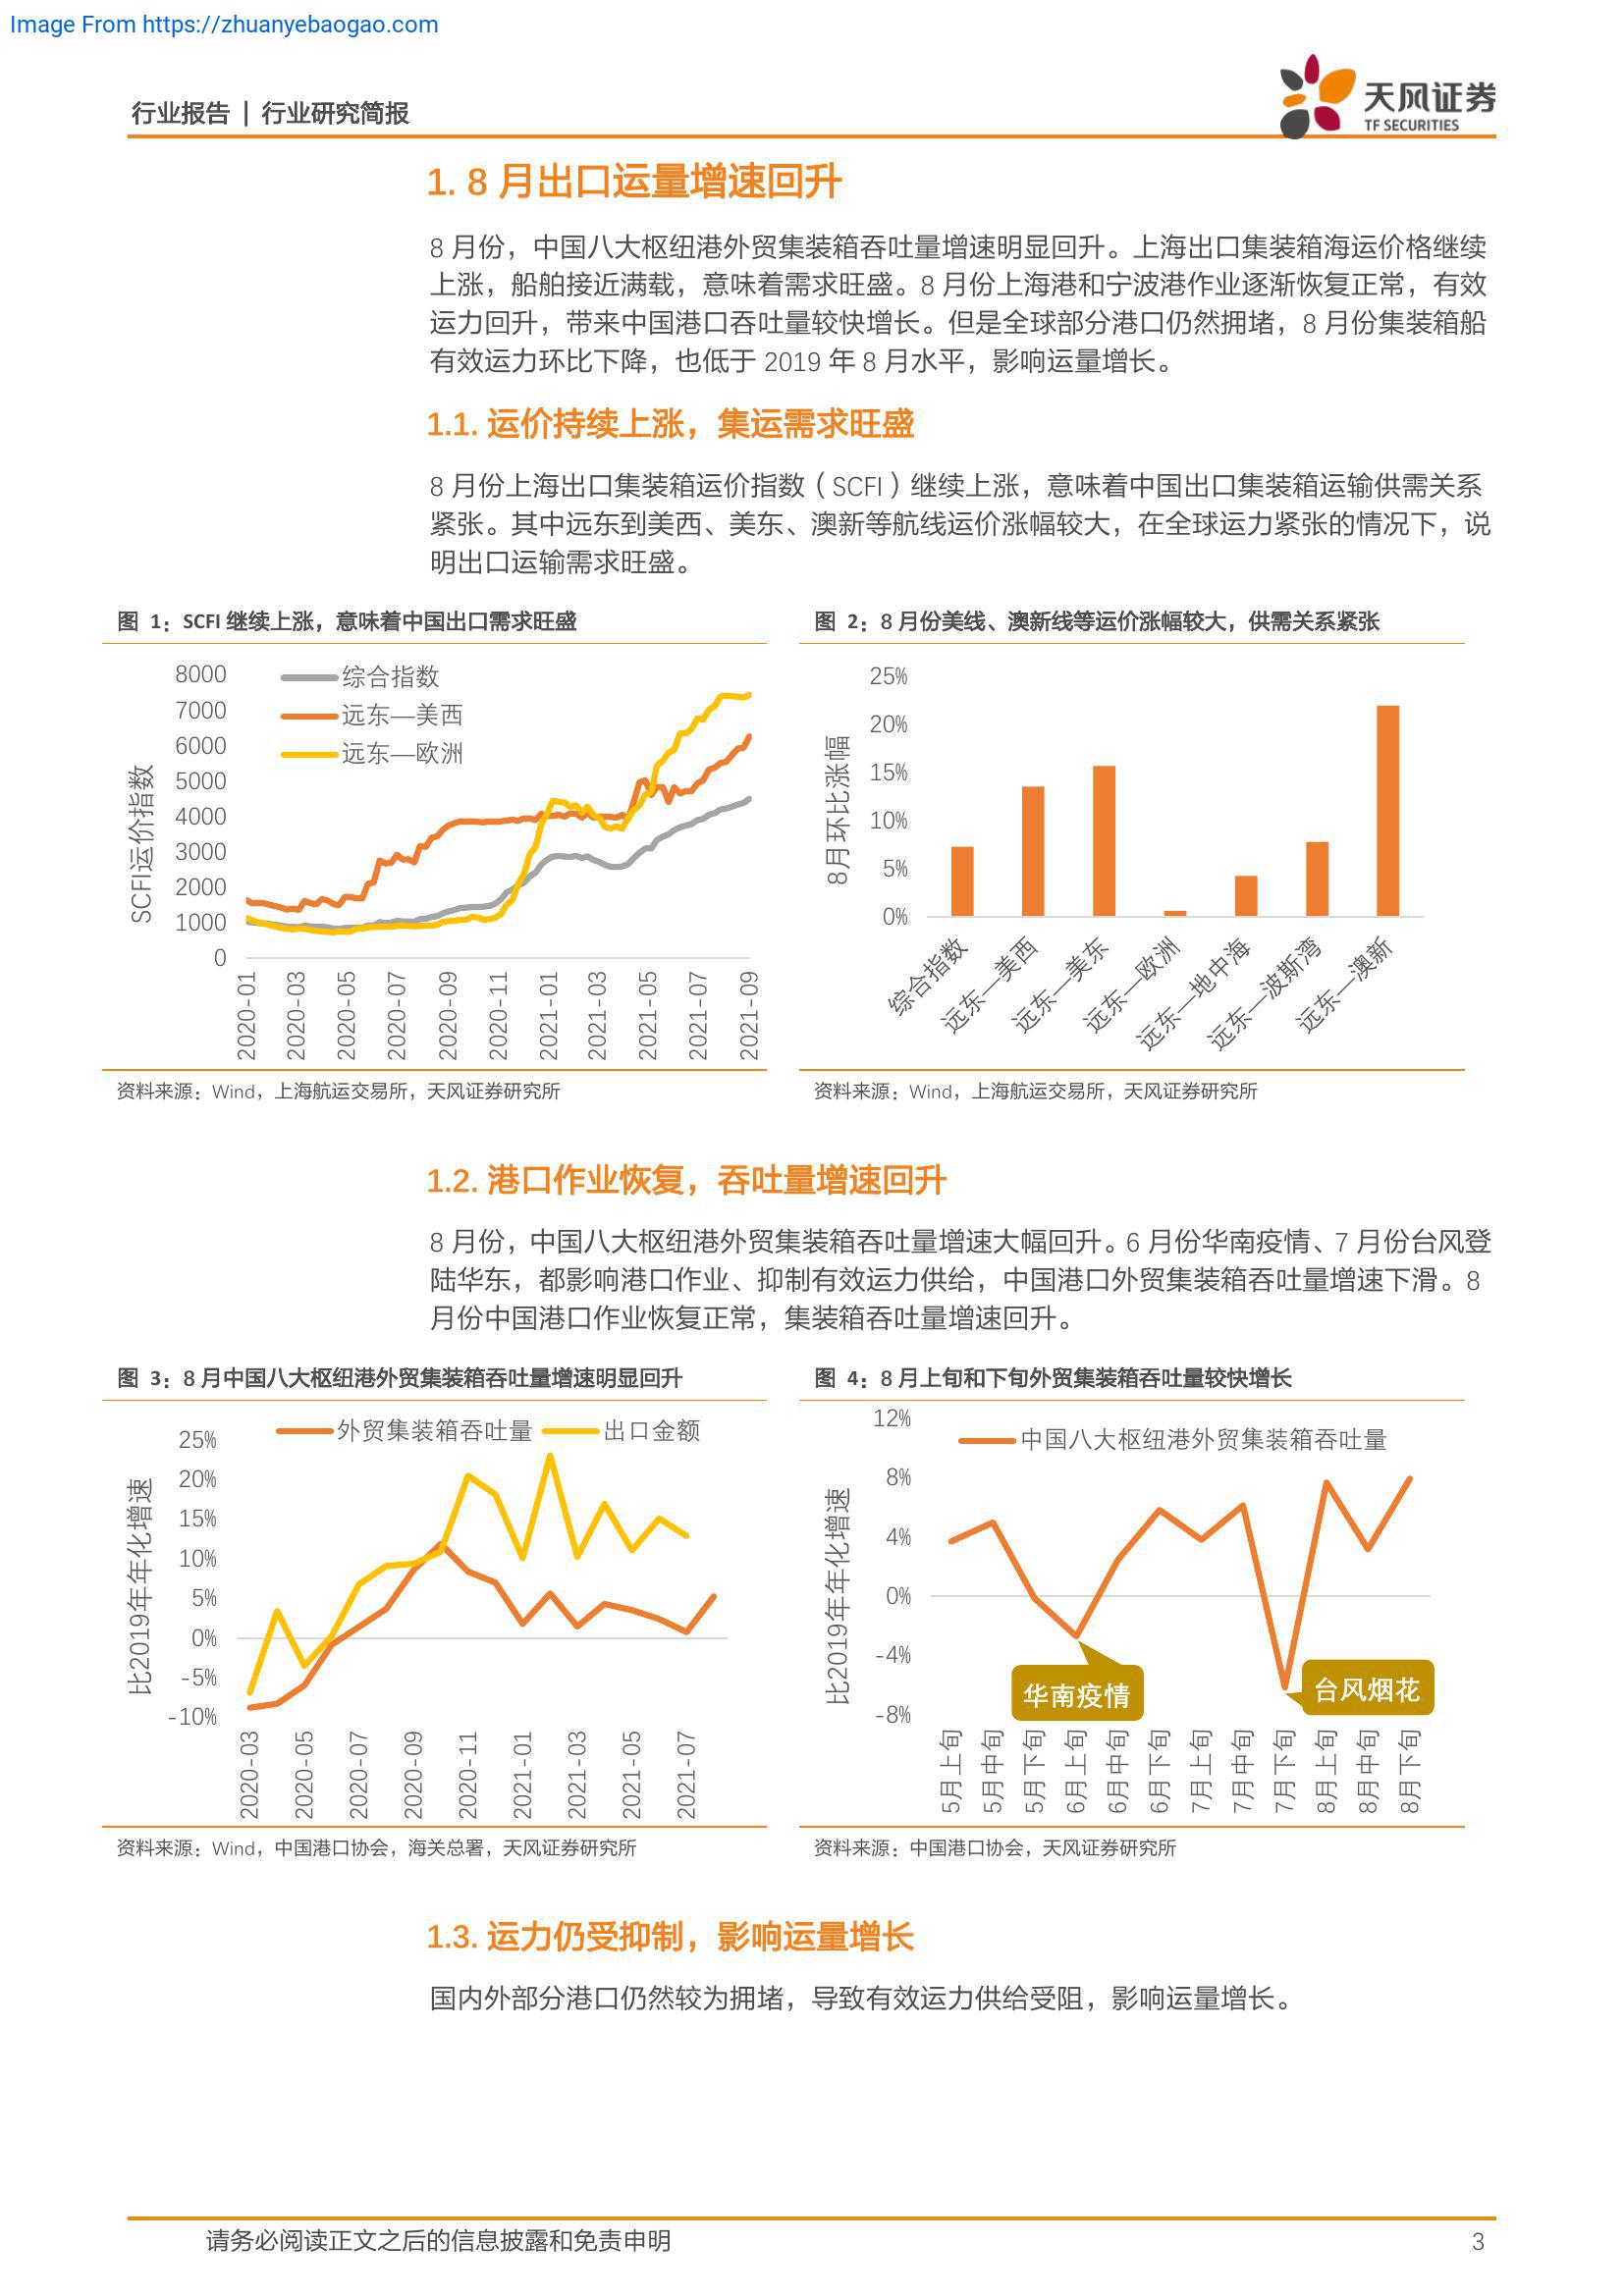 Image From https://zhuanyebaogao.com
行业报告 | 行业研究简报
天风证券
TF SECURITIES
1. 8 月出口运量增速回升
8 月份，中国八大枢纽港外贸集装箱吞吐量增速明显回升。上海出口集装箱海运价格继续
上涨，船舶接近满载，意味着需求旺盛。8 月份上海港和宁波港作业逐渐恢复正常，有效
运力回升，带来中国港口吞吐量较快增长。但是全球部分港口仍然拥堵，8 月份集装箱船
有效运力环比下降，也低于 2019 年 8 月水平，影响运量增长。
1.1. 运价持续上涨，集运需求旺盛
8 月份上海出口集装箱运价指数（SCFI）继续上涨，意味着中国出口集装箱运输供需关系
紧张。其中远东到美西、美东、澳新等航线运价涨幅较大，在全球运力紧张的情况下，说
明出口运输需求旺盛。
图 1：SCFI 继续上涨，意味着中国出口需求旺盛
8000
7000
6000
5000
4000
3000
2000
1000
0
SCFI运价指数
综合指数
远东—美西
远东—欧洲
2020-01
2020-03
2020-05
2020-07
2020-09
2020-11
2021-01
2021-03
2021-05
2021-07
2021-09
资料来源：Wind，上海航运交易所，天风证券研究所
图 2：8 月份美线、澳新线等运价涨幅较大，供需关系紧张
25%
20%
15%
10%
5%
0%
8月环比涨幅
综合指数
远东—美西
远东—美东
远东—欧洲
远东—地中海
远东—波斯湾
远东—澳新
资料来源：Wind，上海航运交易所，天风证券研究所
1.2. 港口作业恢复，吞吐量增速回升
8 月份，中国八大枢纽港外贸集装箱吞吐量增速大幅回升。6 月份华南疫情、7 月份台风登
陆华东，都影响港口作业、抑制有效运力供给，中国港口外贸集装箱吞吐量增速下滑。8
月份中国港口作业恢复正常，集装箱吞吐量增速回升。
图 3：8 月中国八大枢纽港外贸集装箱吞吐量增速明显回升
外贸集装箱吞吐量
出口金额
25%
20%
15%
10%
5%
0%
-5%
-10%
比2019年年化增速
2020-03
2020-05
2020-07
2020-09
2020-11
2021-01
2021-03
2021-05
2021-07
资料来源：Wind，中国港口协会，海关总署，天风证券研究所
图 4：8 月上旬和下旬外贸集装箱吞吐量较快增长
12%
8%
4%
0%
-4%
-8%
比2019年年化增速
中国八大枢纽港外贸集装箱吞吐量
华南疫情
台风烟花
5月上旬
5月中旬
5月下旬
6月上旬
6月中旬
6月下旬
7月上旬
7月中旬
7月下旬
8月上旬
8月中旬
8月下旬
资料来源：中国港口协会，天风证券研究所
1.3. 运力仍受抑制，影响运量增长
国内外部分港口仍然较为拥堵，导致有效运力供给受阻，影响运量增长。
请务必阅读正文之后的信息披露和免责申明
3